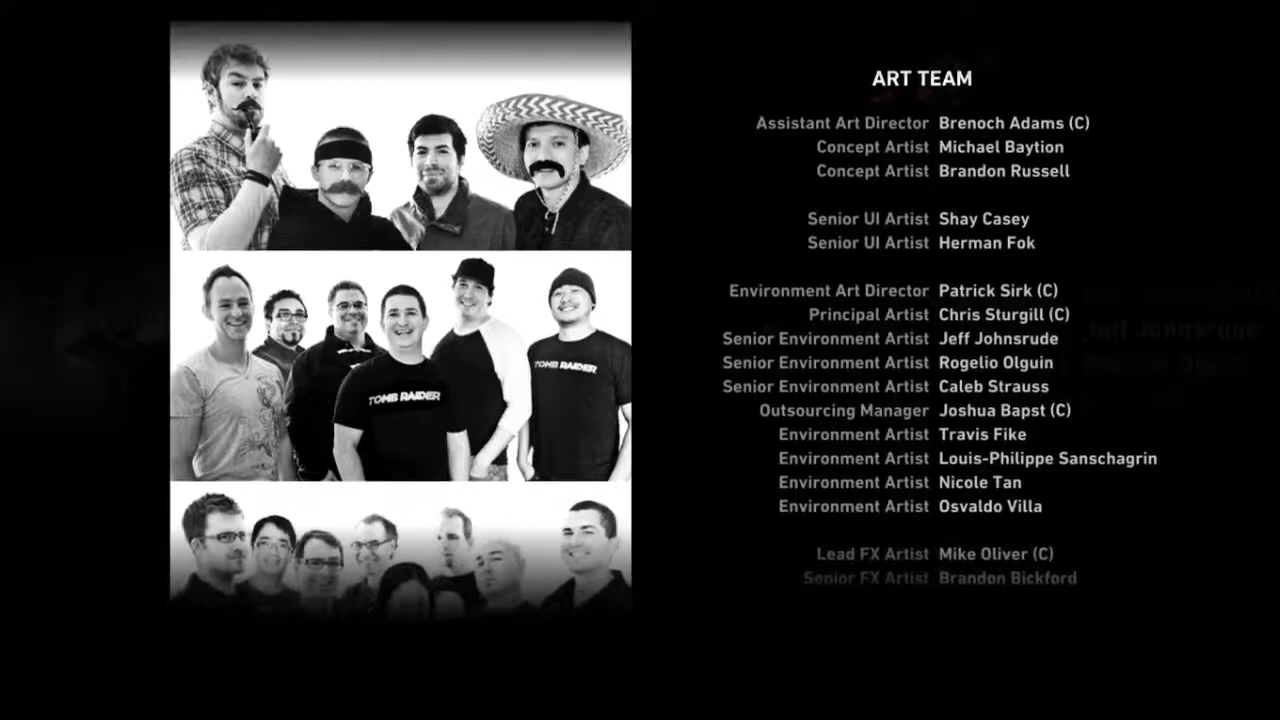 ART TEAM
Assistant Art Director Brenoch Adams (C)
Concept Artist Michael Baytion
Concept Artist Brandon Russell
Senior UI Artist Shay Casey
Senior UI Artist Herman Fok
Environment Art Director Patrick Sirk (C)
Principal Artist Chris Sturgill (C)
Senior Environment Artist Jeff Johnsrude
Senior Environment Artist Rogelio Olguin
Senior Environment Artist Caleb Strauss
Outsourcing Manager Joshua Bapst (C)
Environment Artist Travis Fike
Environment Artist Louis-Philippe Sanschagrin
Environment Artist Nicole Tan
Environment Artist Osvaldo Villa
Lead FX Artist Mike Oliver (C)
Senior FX Artist Brandon Bickford
TOMB RAIDER
TOMB RAIDER
Jeff Johnsrude